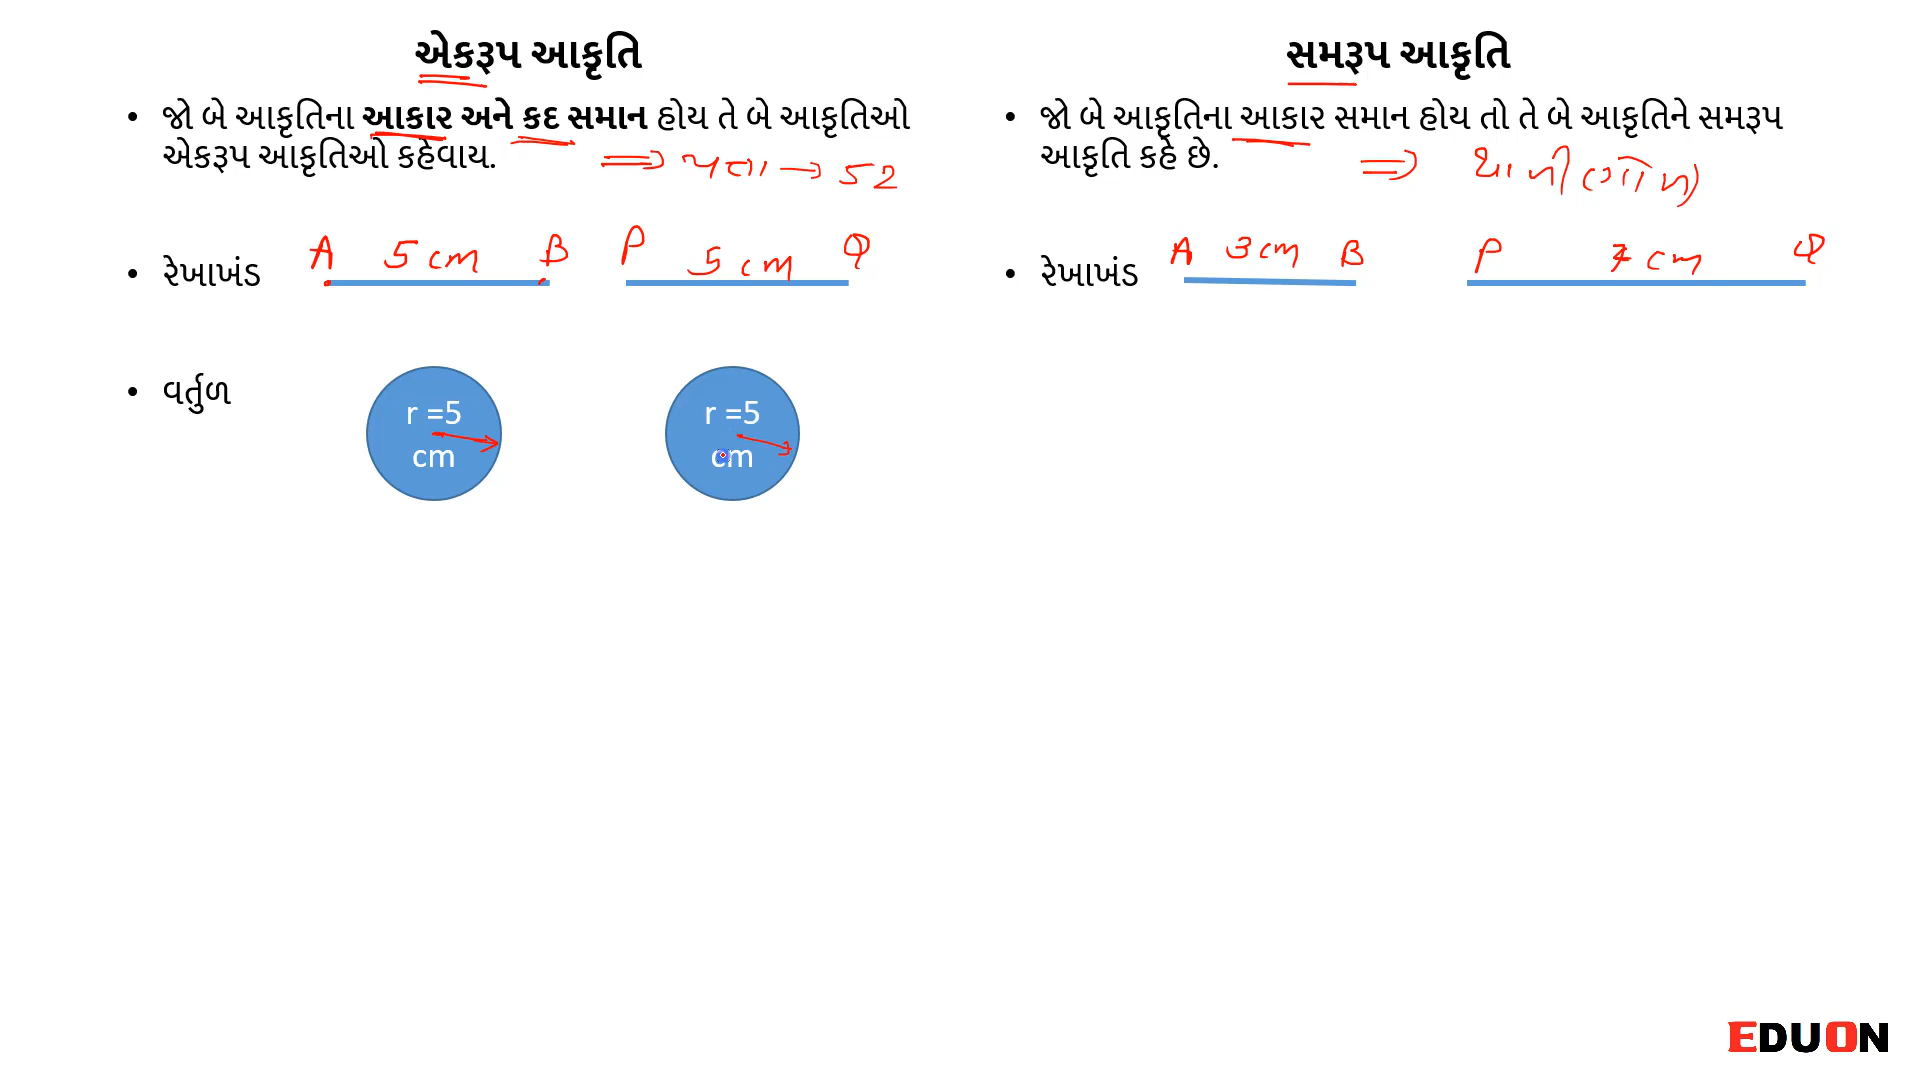 એકરૂપ આકૃતિ
• જો બે આકૃતિના આકાર અને કદ સમાન હોય તે બે આકૃતિઓ
એકરૂપ આકૃતિઓ કહેવાય.
⇒ → 52
• રેખાખંડ A 5 cm B P 5 cm Q
• વર્તુળ
r =5
cm
r =5
cm
સમરૂપ આકૃતિ
• જો બે આકૃતિના આકાર સમાન હોય તો તે બે આકૃતિને સમરૂપ
આકૃતિ કહે છે.
⇒
• રેખાખંડ A 3 cm B P 7 cm Q
EDUON